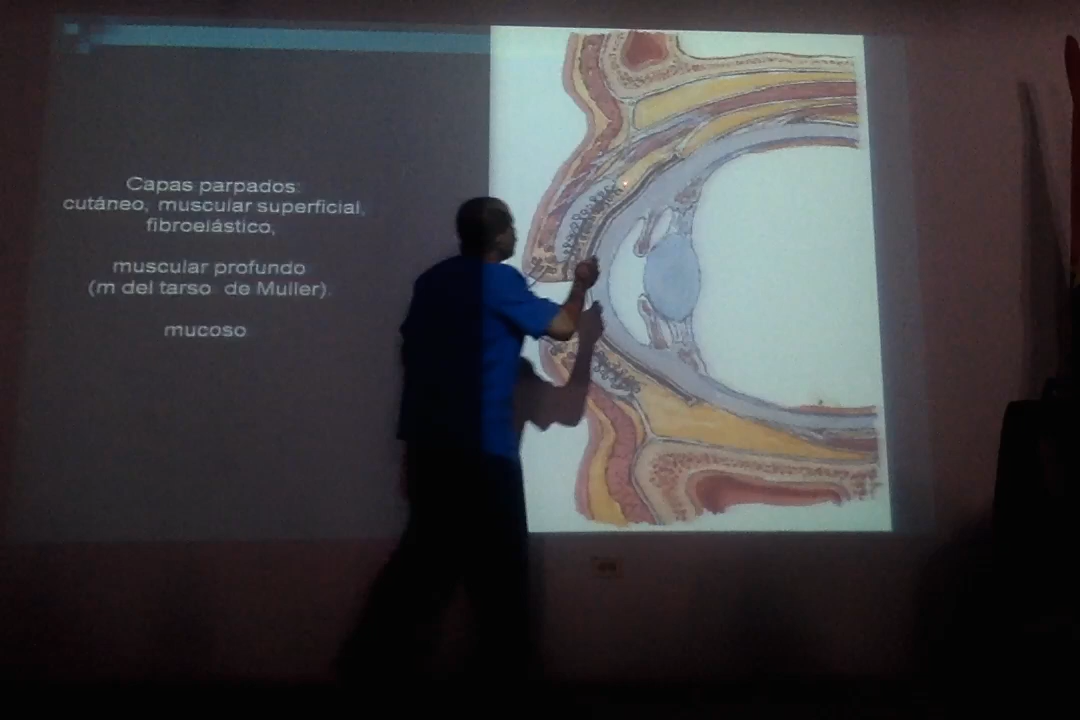 Capas parpados:
cutáneo, muscular superficial,
fibroelástico,
muscular profundo
(m del tarso de Muller).
mucoso